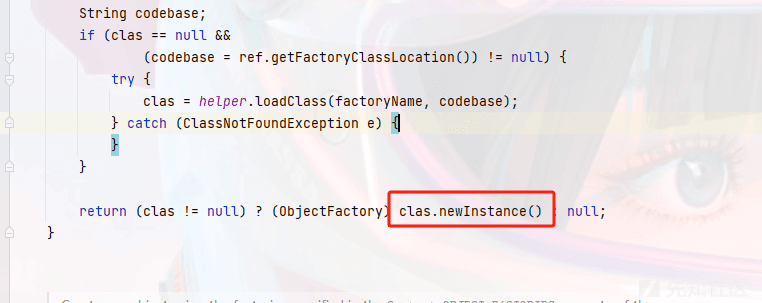 String codebase;
if (clas == null &&
(codebase = ref.getFactoryClassLocation()) != null) {
try {
clas = helper.loadClass(factoryName, codebase);
} catch (ClassNotFoundException e) {
}
}
return (clas != null) ? (ObjectFactory) clas.newInstance() : null;
}